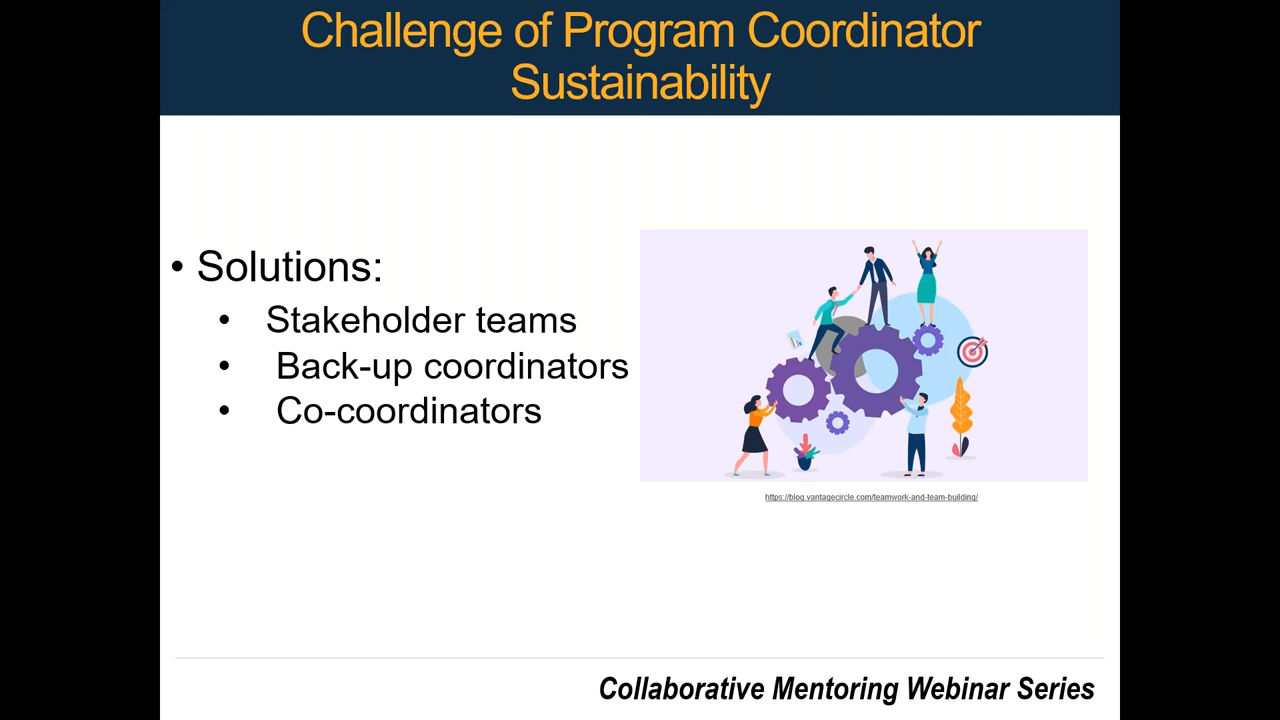 Challenge of Program Coordinator
Sustainability
• Solutions:
• Stakeholder teams
• Back-up coordinators
• Co-coordinators
https://blog.vantagecircle.com/teamwork-and-team-building/
Collaborative Mentoring Webinar Series